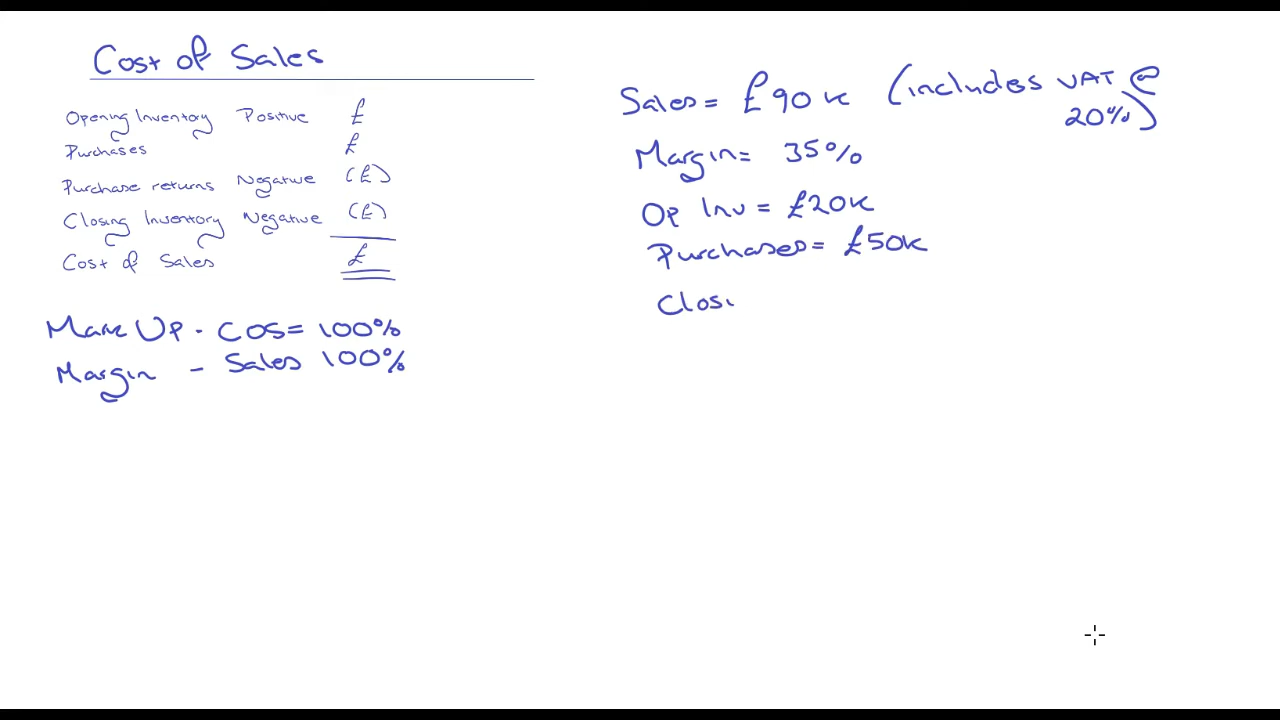 Cost of Sales
Opening Inventory Positive £
Purchases £
Purchase returns Negative (£)
Closing Inventory Negative (£)
Cost of Sales £
Mark Up - COS = 100%
Margin - Sales 100%
Sales = £90k (includes VAT @
20%)
Margin = 35%
Op Inv = £20k
Purchases = £50k
Closi